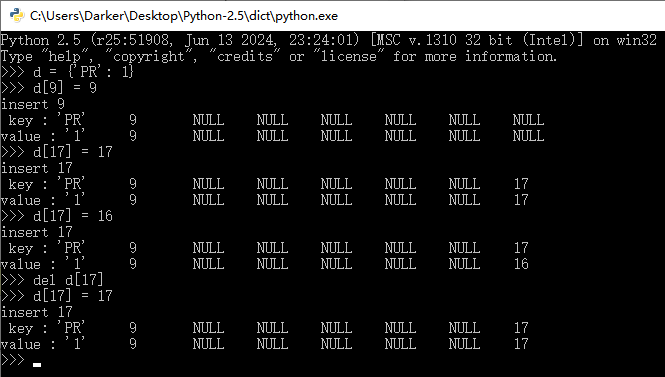 C:\Users\Darker\Desktop\Python-2.5\dict\python.exe
Python 2.5 (r25:51908, Jun 13 2024, 23:24:01) [MSC v.1310 32 bit (Intel)] on win32
Type "help", "copyright", "credits" or "license" for more information.
>>> d = {'PR': 1}
>>> d[9] = 9
insert 9
 key : 'PR' 9 NULL NULL NULL NULL NULL NULL
value : '1' 9 NULL NULL NULL NULL NULL NULL
>>> d[17] = 17
insert 17
 key : 'PR' 9 NULL NULL NULL NULL NULL 17
value : '1' 9 NULL NULL NULL NULL NULL 17
>>> d[17] = 16
insert 17
 key : 'PR' 9 NULL NULL NULL NULL NULL 17
value : '1' 9 NULL NULL NULL NULL NULL 16
>>> del d[17]
>>> d[17] = 17
insert 17
 key : 'PR' 9 NULL NULL NULL NULL NULL 17
value : '1' 9 NULL NULL NULL NULL NULL 17
>>>